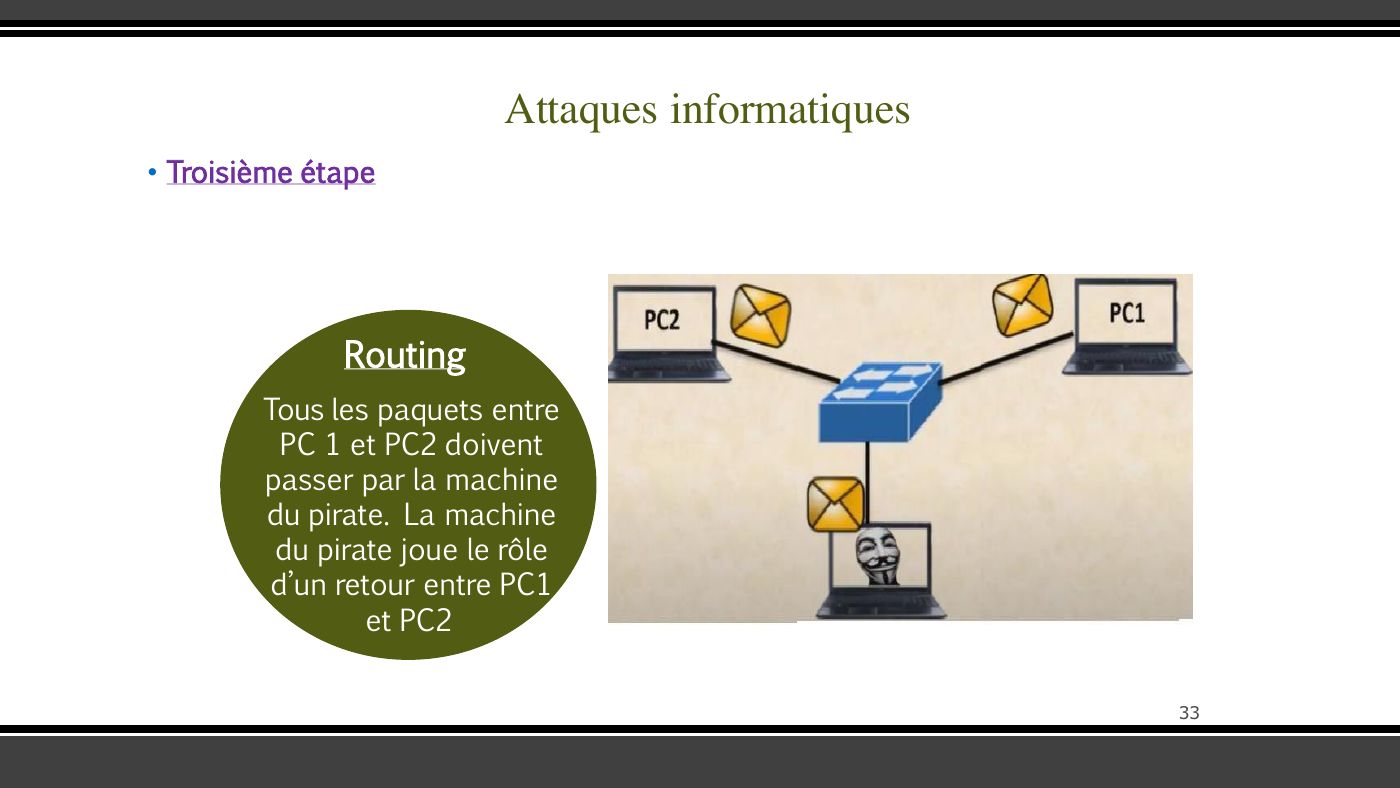 Attaques informatiques
• Troisième étape
Routing
Tous les paquets entre
PC 1 et PC2 doivent
passer par la machine
du pirate. La machine
du pirate joue le rôle
d’un retour entre PC1
et PC2
PC2
PC1
33